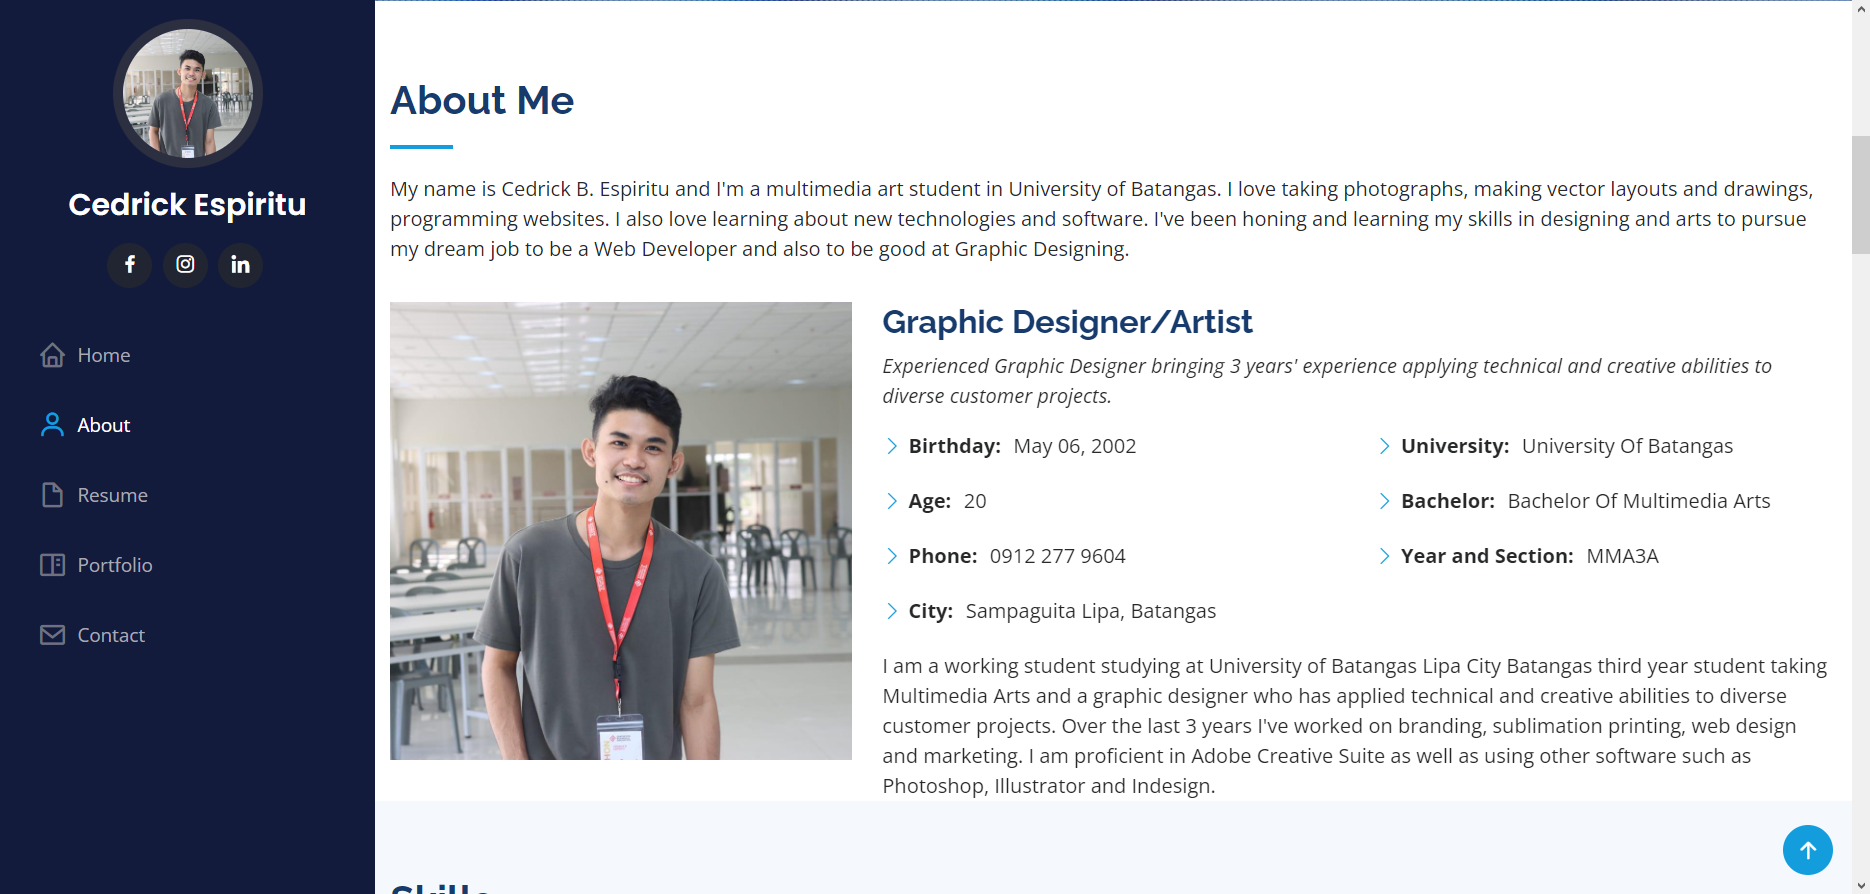 Cedrick Espiritu
Home
About
Resume
Portfolio
Contact
About Me
My name is Cedrick B. Espiritu and I'm a multimedia art student in University of Batangas. I love taking photographs, making vector layouts and drawings,
programming websites. I also love learning about new technologies and software. I've been honing and learning my skills in designing and arts to pursue
my dream job to be a Web Developer and also to be good at Graphic Designing.
Graphic Designer/Artist
Experienced Graphic Designer bringing 3 years' experience applying technical and creative abilities to
diverse customer projects.
Birthday: May 06, 2002
Age: 20
Phone: 0912 277 9604
City: Sampaguita Lipa, Batangas
University: University Of Batangas
Bachelor: Bachelor Of Multimedia Arts
Year and Section: MMA3A
I am a working student studying at University of Batangas Lipa City Batangas third year student taking
Multimedia Arts and a graphic designer who has applied technical and creative abilities to diverse
customer projects. Over the last 3 years I've worked on branding, sublimation printing, web design
and marketing. I am proficient in Adobe Creative Suite as well as using other software such as
Photoshop, Illustrator and Indesign.
Skills